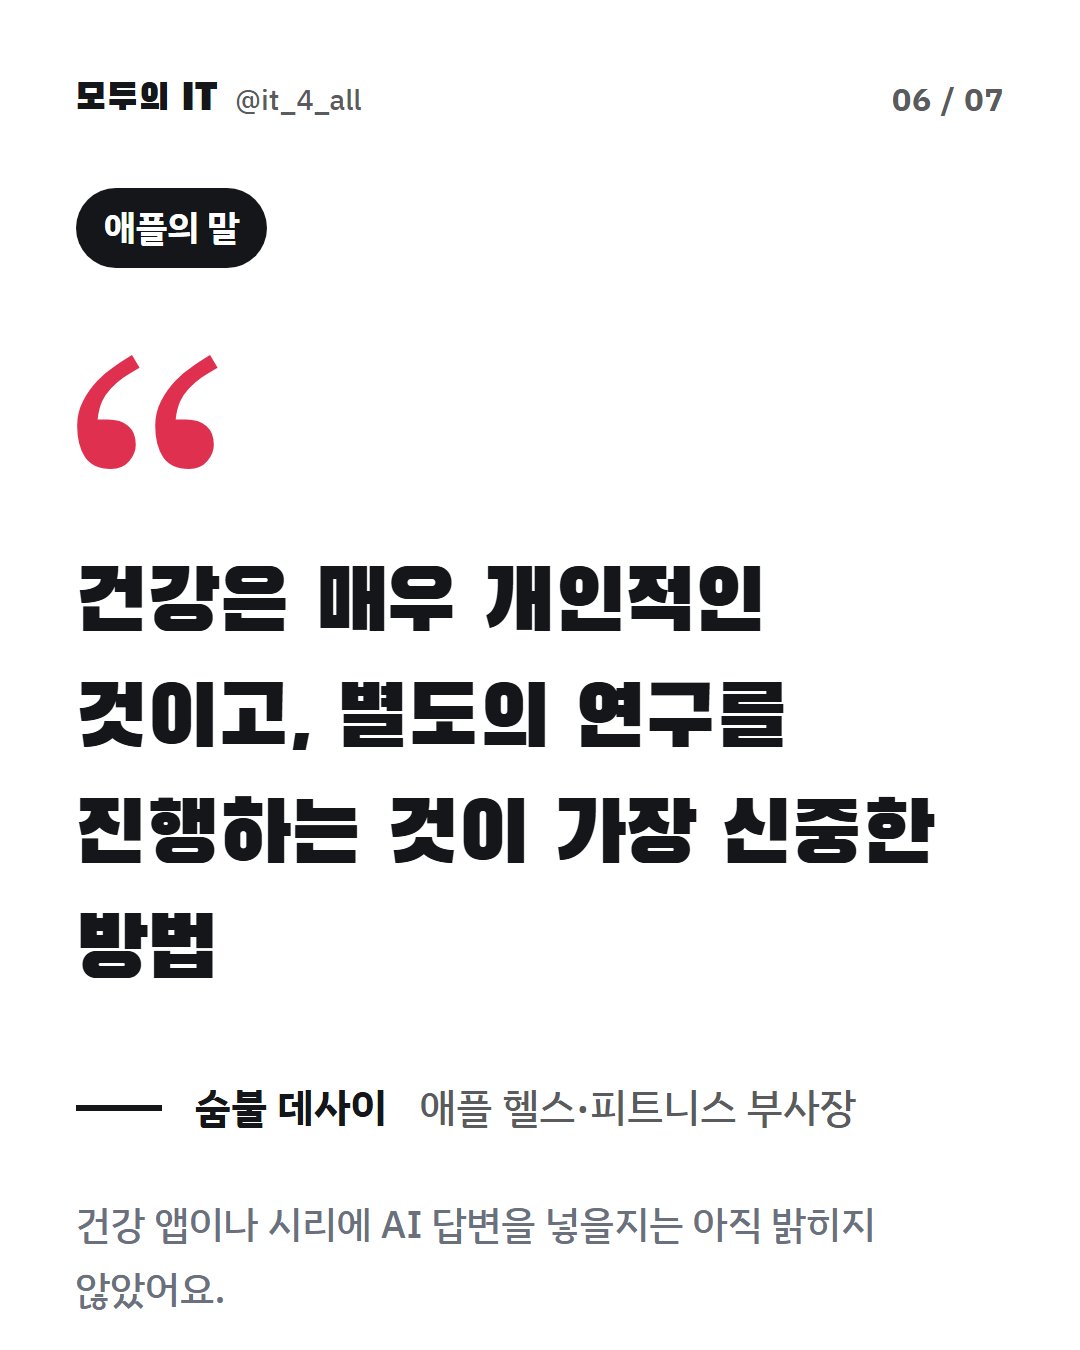 모두의 IT @it_4_all 06 / 07
애플의 말
“
건강은 매우 개인적인
것이고, 별도의 연구를
진행하는 것이 가장 신중한
방법
숨불 데사이 애플 헬스·피트니스 부사장
건강 앱이나 시리에 AI 답변을 넣을지는 아직 밝히지
않았어요.